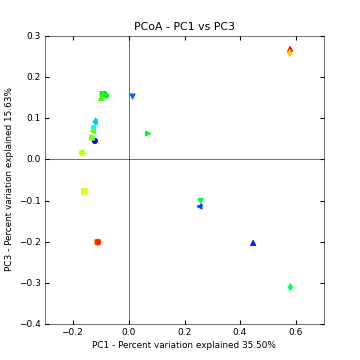 PCoA - PC1 vs PC3
PC3 - Percent variation explained 15.63%
0.3
0.2
0.1
0.0
−0.1
−0.2
−0.3
−0.4
−0.2 0.0 0.2 0.4 0.6
PC1 - Percent variation explained 35.50%